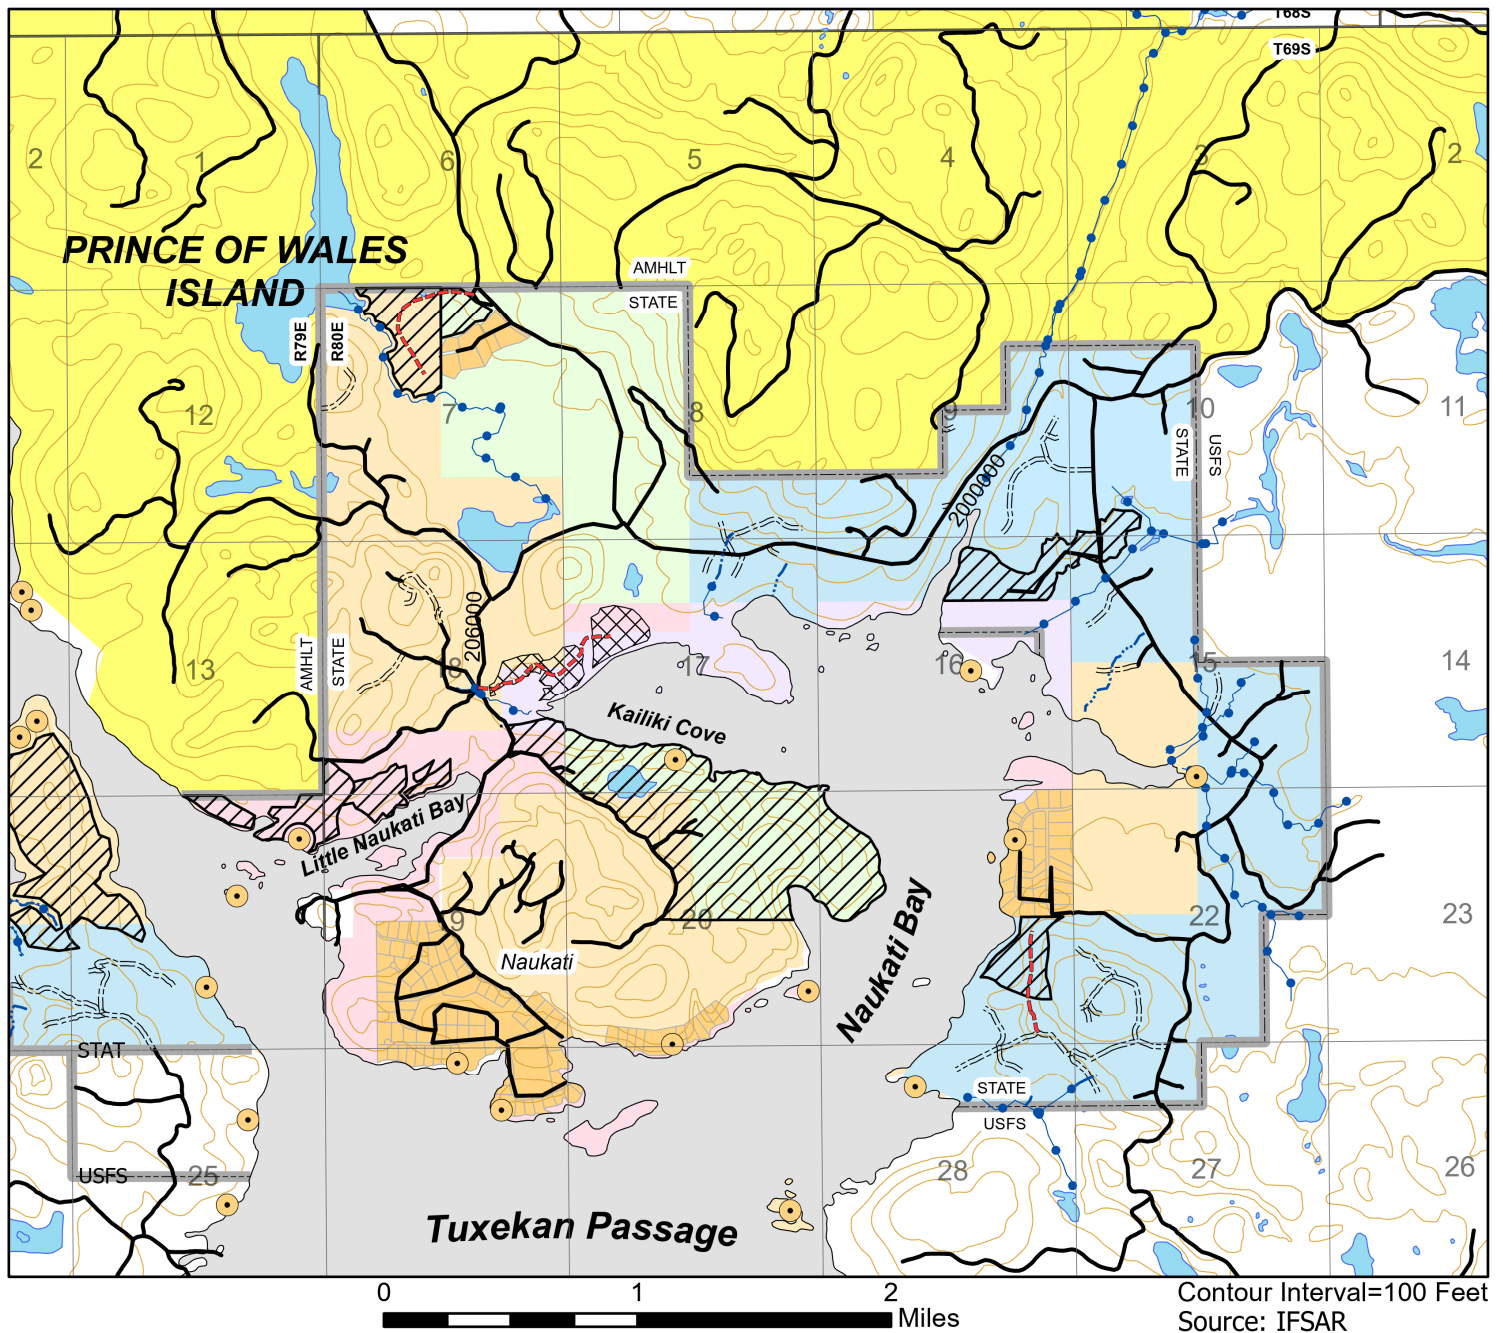 T68S
T69S
2
1
6
5
4
3
2
PRINCE OF WALES
ISLAND
AMHLT
STATE
R79E
R80E
12
7
8
9
10
11
STATE
USFS
2000000
206000
AMHLT
STATE
13
18
17
16
15
14
Kailiki Cove
Little Naukati Bay
19
20
22
23
Naukati
Naukati Bay
STAT
STATE
USFS
USFS
25
28
27
26
Tuxekan Passage
0
1
2
Miles
Contour Interval=100 Feet
Source: IFSAR